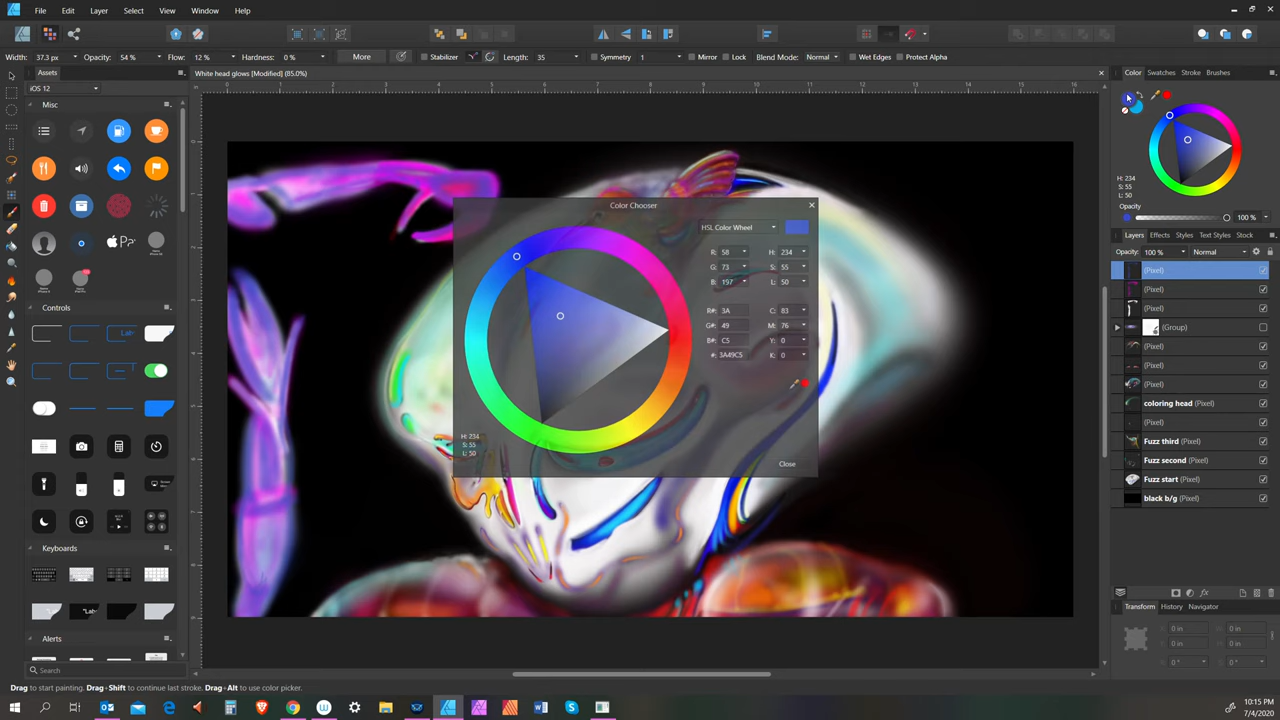 File Edit Layer Select View Window Help
Width: 37.3 px Opacity: 54 % Flow: 12 % Hardness: 0 % More Stabilizer Length: 35 Symmetry 1 Mirror Lock Blend Mode: Normal Wet Edges Protect Alpha
Assets
White head glows [Modified] (85.0%)
Color Swatches Stroke Brushes
iOS 12
Misc
H: 234
S: 55
L: 50
Opacity
100 %
Controls
Lab
Keyboards
Alerts
Search
Color Chooser
HSL Color Wheel
R: 58 H: 234
G: 73 S: 55
B: 197 L: 50
R#: 3A C: 83
G#: 49 M: 76
B#: C5 Y: 0
#: 3A49C5 K: 0
H: 234
S: 55
L: 50
Close
Layers Effects Styles Text Styles Stock
Opacity: 100 % Normal
(Pixel)
(Pixel)
(Pixel)
(Group)
(Pixel)
(Pixel)
(Pixel)
coloring head (Pixel)
(Pixel)
Fuzz third (Pixel)
Fuzz second (Pixel)
Fuzz start (Pixel)
black b/g (Pixel)
Transform History Navigator
X: 0 in W: 0 in
Y: 0 in H: 0 in
R: 0 ° S: 0 °
Drag to start painting. Drag+Shift to continue last stroke. Drag+Alt to use color picker.
10:15 PM
7/4/2020